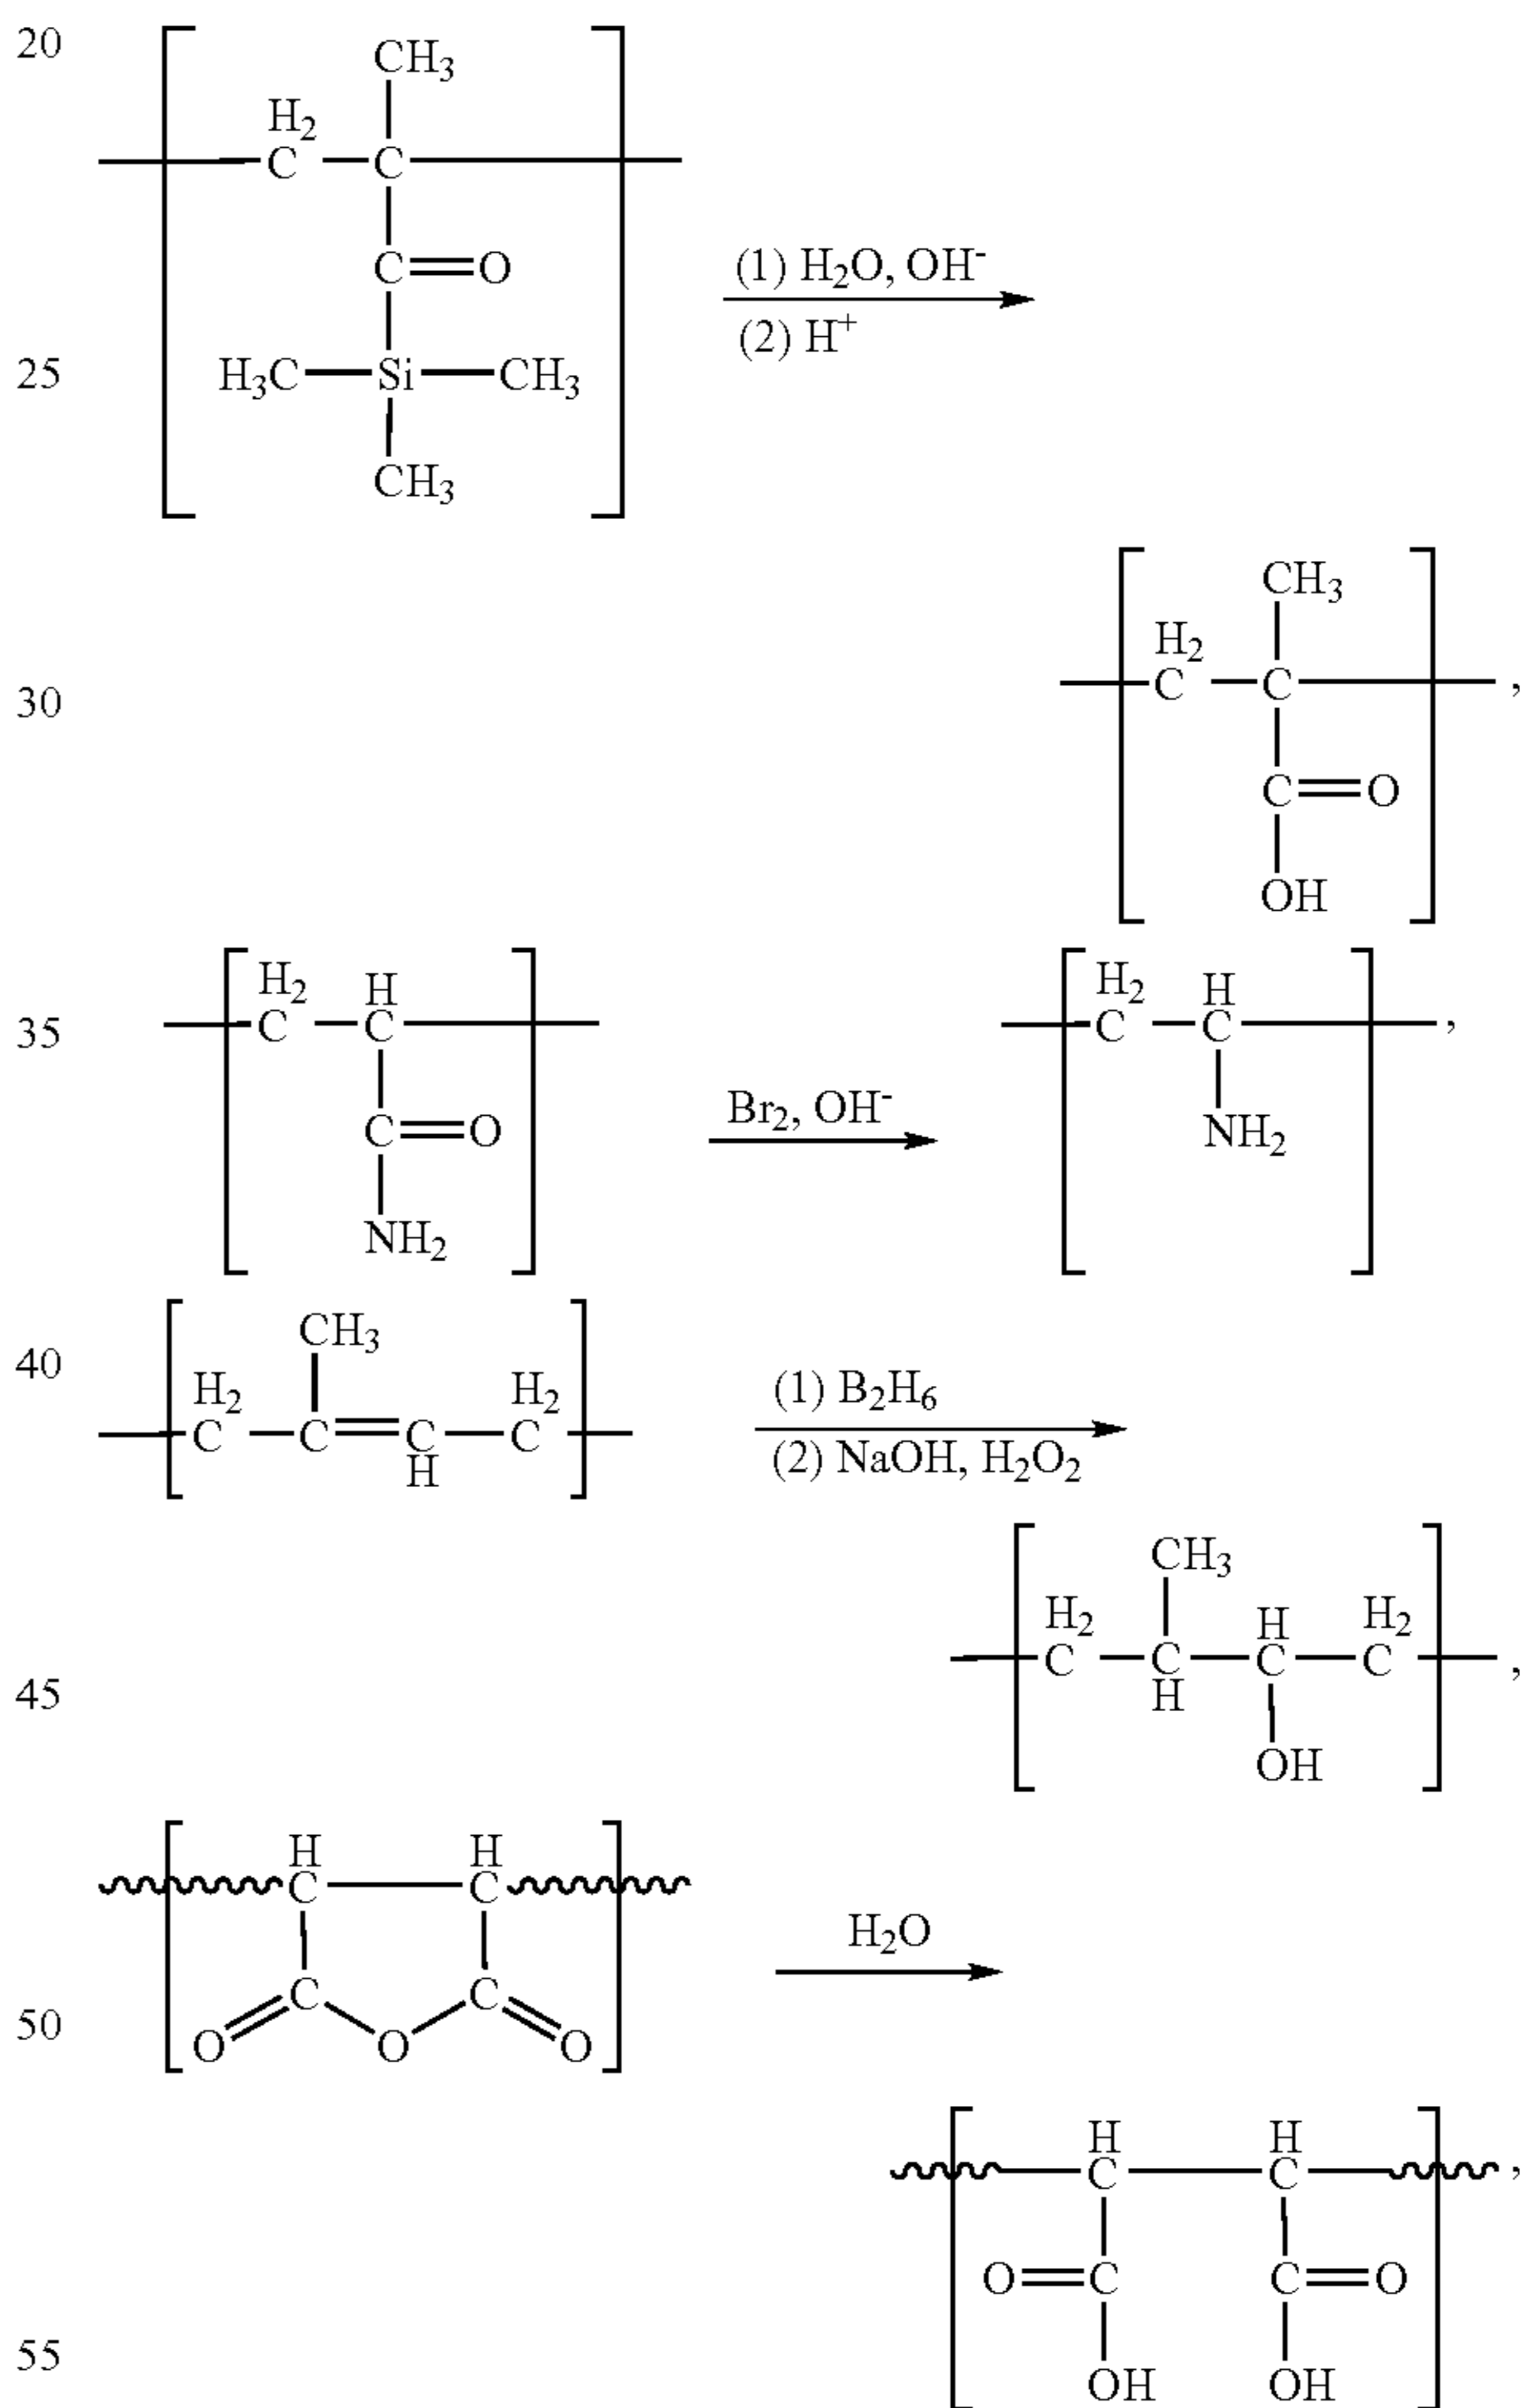 20
CH3
H2
C C
C O
(1) H2O, OH-
(2) H+
25
H3C Si CH3
CH3
CH3
H2
30
C C ,
C O
OH
H2 H H2 H
35
C C C C ,
Br2, OH-
C O NH2
NH2
CH3
40
H2 H2
(1) B2H6
C C C C
H
(2) NaOH, H2O2
CH3
H2 H H2
C C C C ,
45
H
OH
H H
C C
H2O
C C
50
O O O
H H
C C ,
O C C O
55
OH OH